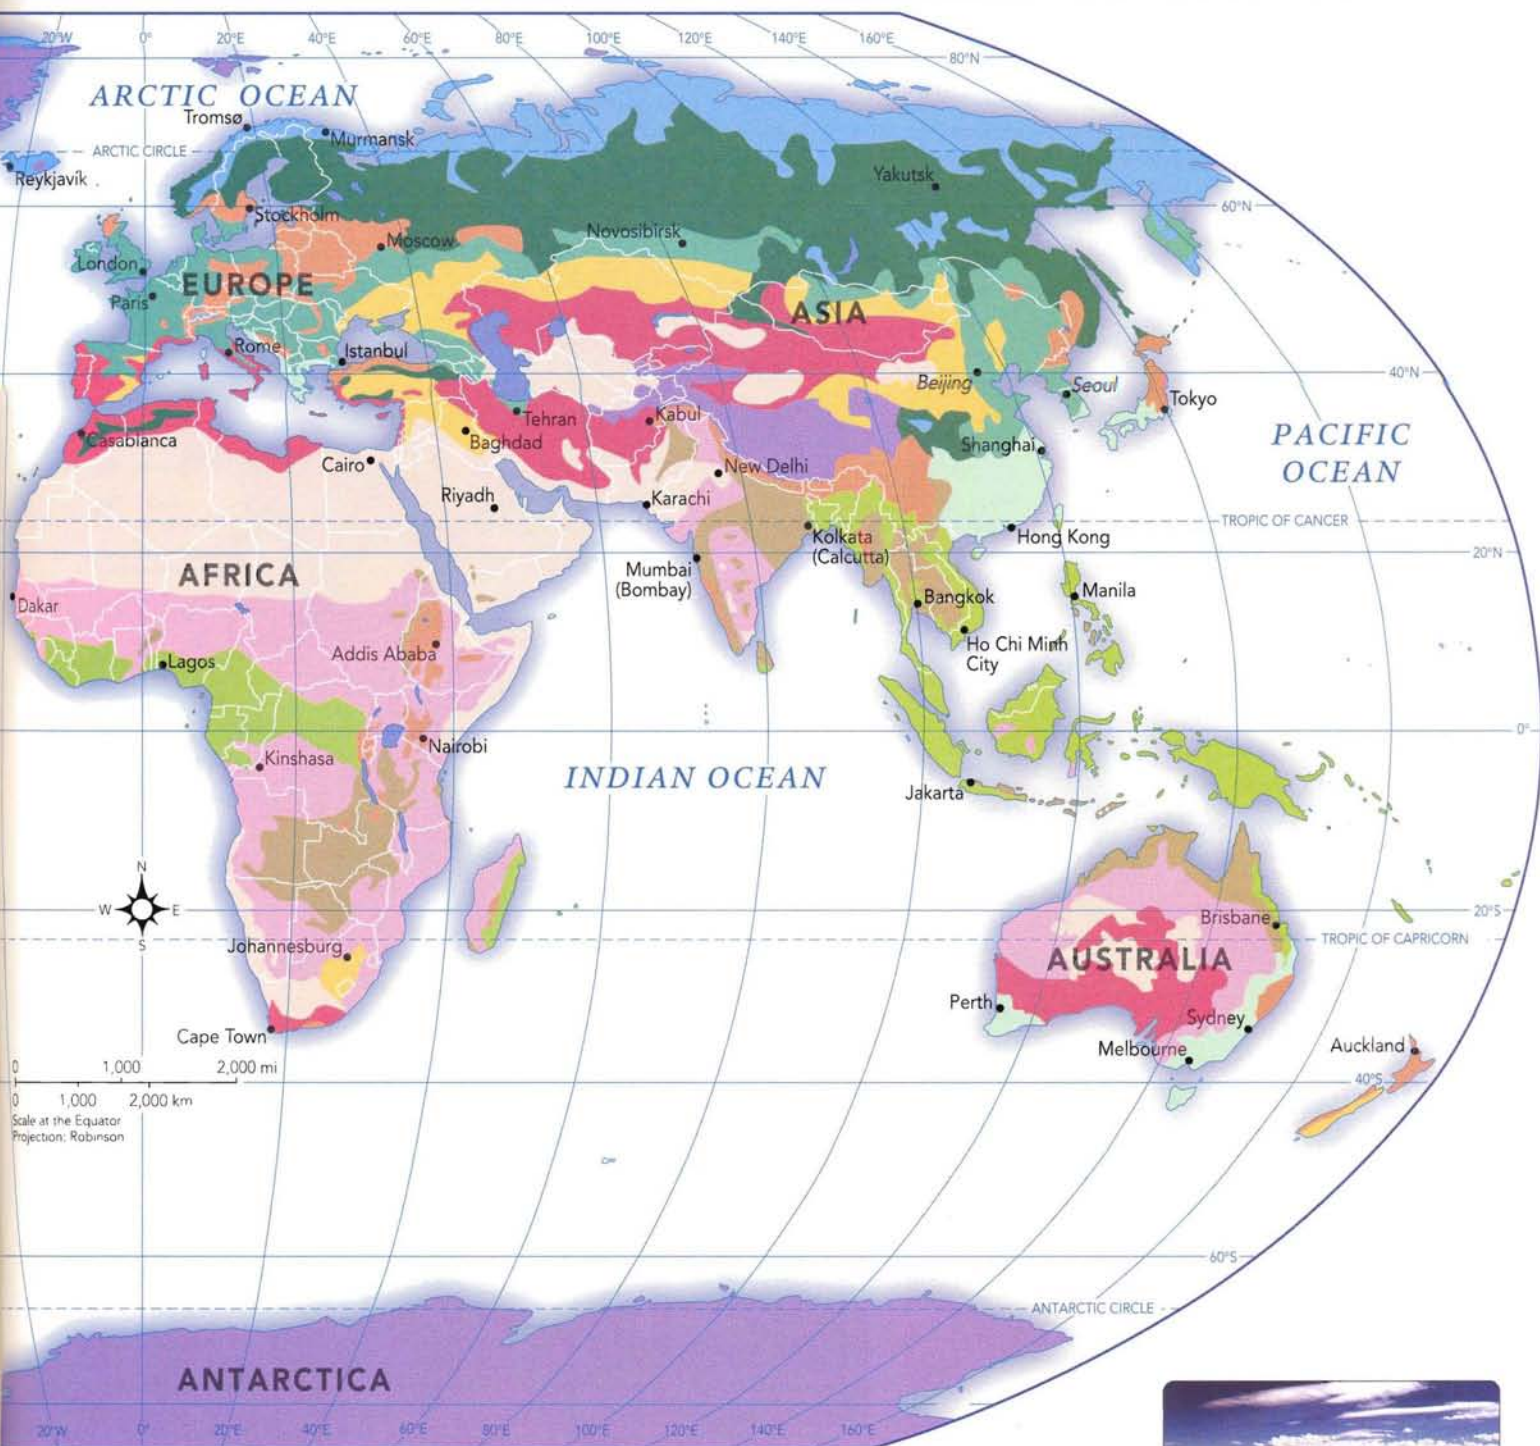 20°W 0° 20°E 40°E 60°E 80°E 100°E 120°E 140°E 160°E
80°N
ARCTIC OCEAN
Tromsø
Murmansk
ARCTIC CIRCLE
Reykjavík
Yakutsk
60°N
Stockholm
Novosibirsk
Moscow
London
EUROPE
Paris
ASIA
Rome
Istanbul
Beijing
Seoul
40°N
Tokyo
Tehran
Kabul
Casablanca
Baghdad
Shanghai
PACIFIC
OCEAN
Cairo
New Delhi
Riyadh
Karachi
TROPIC OF CANCER
Kolkata
(Calcutta)
Hong Kong
20°N
AFRICA
Mumbai
(Bombay)
Dakar
Bangkok
Manila
Addis Ababa
Lagos
Ho Chi Minh
City
0°
Nairobi
Kinshasa
INDIAN OCEAN
Jakarta
N
W E
S
20°S
Brisbane
Johannesburg
TROPIC OF CAPRICORN
AUSTRALIA
Perth
Sydney
Cape Town
Melbourne
Auckland
40°S
0 1,000 2,000 mi
0 1,000 2,000 km
Scale at the Equator
Projection: Robinson
60°S
ANTARCTIC CIRCLE
ANTARCTICA
20°W 0° 20°E 40°E 60°E 80°E 100°E 120°E 140°E 160°E